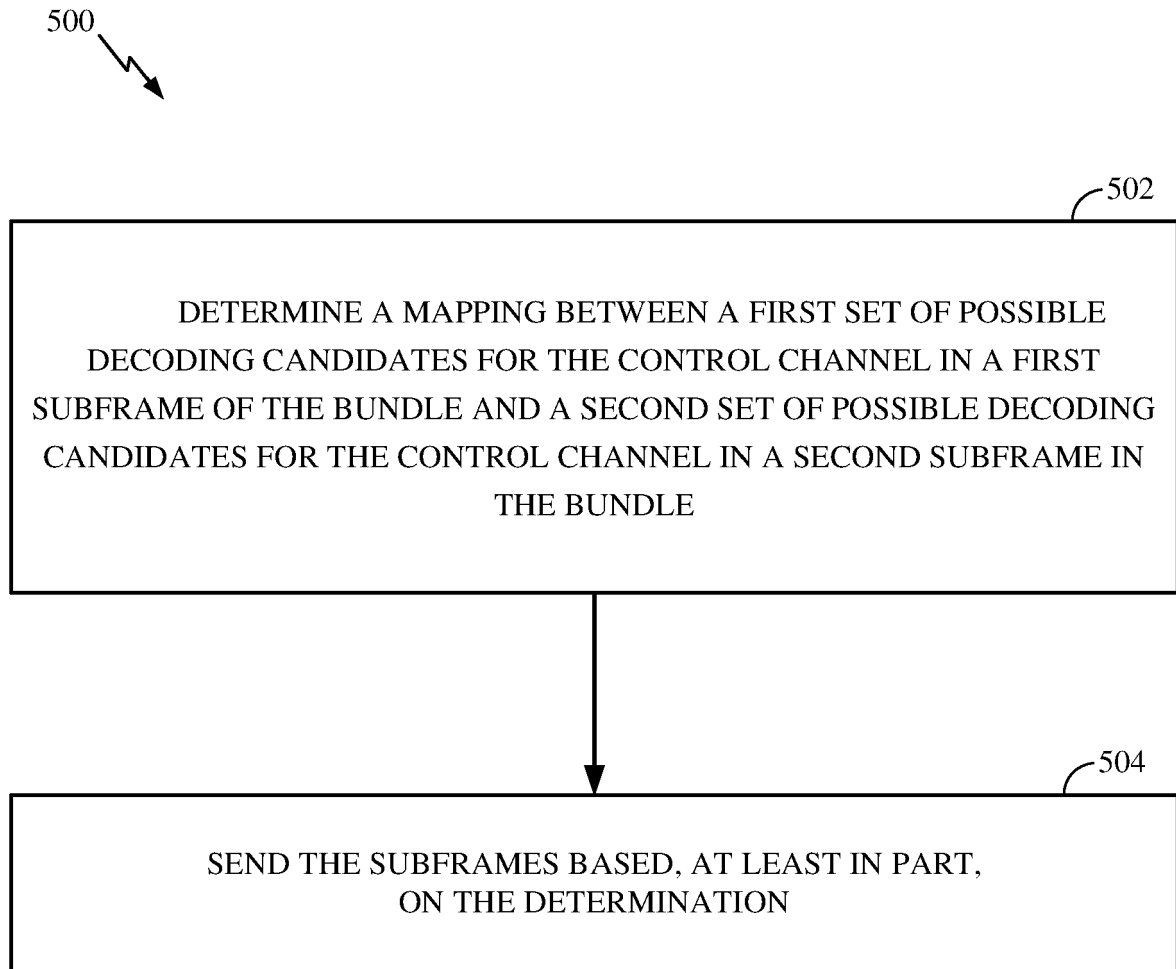 500
502
DETERMINE A MAPPING BETWEEN A FIRST SET OF POSSIBLE
DECODING CANDIDATES FOR THE CONTROL CHANNEL IN A FIRST
SUBFRAME OF THE BUNDLE AND A SECOND SET OF POSSIBLE DECODING
CANDIDATES FOR THE CONTROL CHANNEL IN A SECOND SUBFRAME IN
THE BUNDLE
504
SEND THE SUBFRAMES BASED, AT LEAST IN PART,
ON THE DETERMINATION